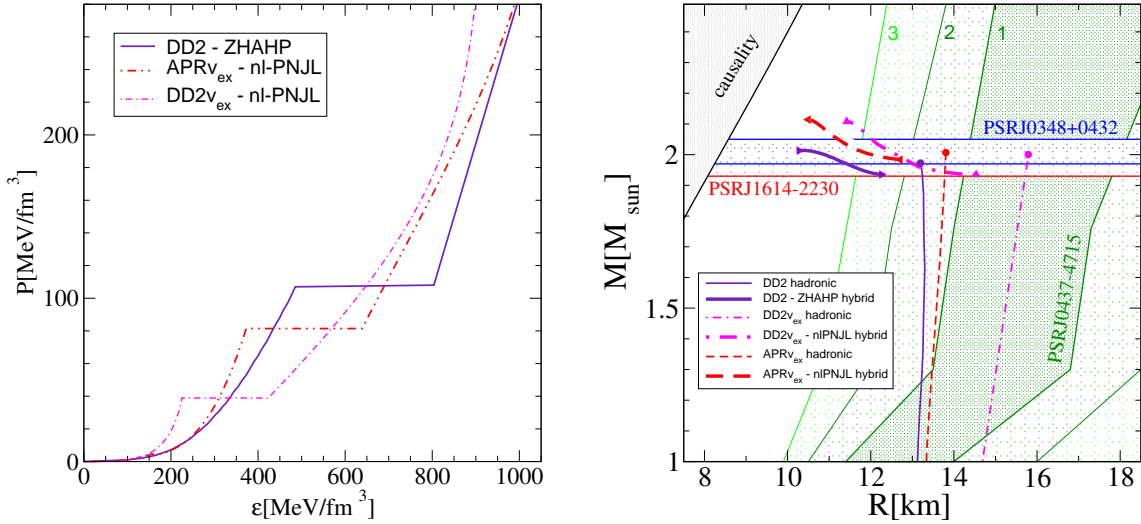 DD2 - ZHAHP
APRv_ex - nl-PNJL
DD2v_ex - nl-PNJL
P[MeV/fm^3]
200
100
0
0 200 400 600 800 1000
ε[MeV/fm^3]
causality
3 2 1
PSRJ0348+0432
PSRJ1614-2230
PSRJ0437-4715
M[M_sun]
2
1.5
1
DD2 hadronic
DD2 - ZHAHP hybrid
DD2v_ex hadronic
DD2v_ex - nlPNJL hybrid
APRv_ex hadronic
APRv_ex - nlPNJL hybrid
8 10 12 14 16 18
R[km]